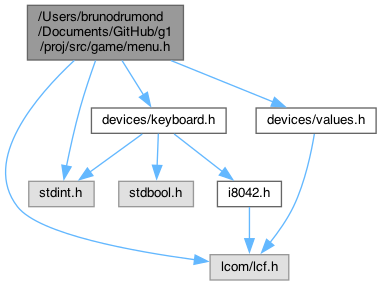 /Users/brunodrumond
/Documents/GitHub/g1
/proj/src/game/menu.h
devices/keyboard.h
devices/values.h
stdint.h
stdbool.h
i8042.h
lcom/lcf.h